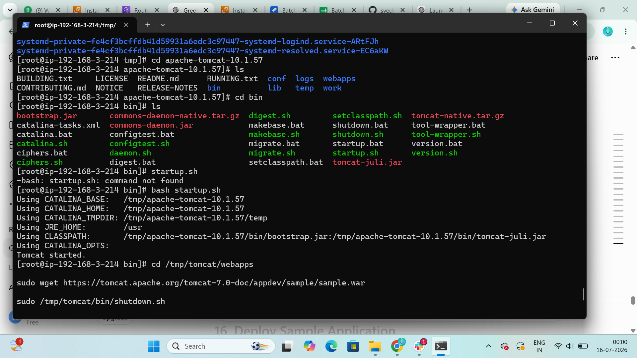 root@ip-192-168-3-214:/tmp/
Ask Gemini
systemd-private-fe4cf3bcffdb41d59931a6edc3c97447-systemd-logind.service-ARtFJh
systemd-private-fe4cf3bcffdb41d59931a6edc3c97447-systemd-resolved.service-EC6aKW
[root@ip-192-168-3-214 tmp]# cd apache-tomcat-10.1.57
[root@ip-192-168-3-214 apache-tomcat-10.1.57]# ls
BUILDING.txt LICENSE README.md RUNNING.txt conf logs webapps
CONTRIBUTING.md NOTICE RELEASE-NOTES bin lib temp work
[root@ip-192-168-3-214 apache-tomcat-10.1.57]# cd bin
[root@ip-192-168-3-214 bin]# ls
bootstrap.jar commons-daemon-native.tar.gz digest.sh setclasspath.sh tomcat-native.tar.gz
catalina-tasks.xml commons-daemon.jar makebase.bat shutdown.bat tool-wrapper.bat
catalina.bat configtest.bat makebase.sh shutdown.sh tool-wrapper.sh
catalina.sh configtest.sh migrate.bat startup.bat version.bat
ciphers.bat daemon.sh migrate.sh startup.sh version.sh
ciphers.sh digest.bat setclasspath.bat tomcat-juli.jar
[root@ip-192-168-3-214 bin]# startup.sh
-bash: startup.sh: command not found
[root@ip-192-168-3-214 bin]# bash startup.sh
Using CATALINA_BASE: /tmp/apache-tomcat-10.1.57
Using CATALINA_HOME: /tmp/apache-tomcat-10.1.57
Using CATALINA_TMPDIR: /tmp/apache-tomcat-10.1.57/temp
Using JRE_HOME: /usr
Using CLASSPATH: /tmp/apache-tomcat-10.1.57/bin/bootstrap.jar:/tmp/apache-tomcat-10.1.57/bin/tomcat-juli.jar
Using CATALINA_OPTS:
Tomcat started.
[root@ip-192-168-3-214 bin]# cd /tmp/tomcat/webapps
sudo wget https://tomcat.apache.org/tomcat-7.0-doc/appdev/sample/sample.war
sudo /tmp/tomcat/bin/shutdown.sh
Free
16. Deploy Sample Application
Search
ENG
IN
00:00
16-07-2026